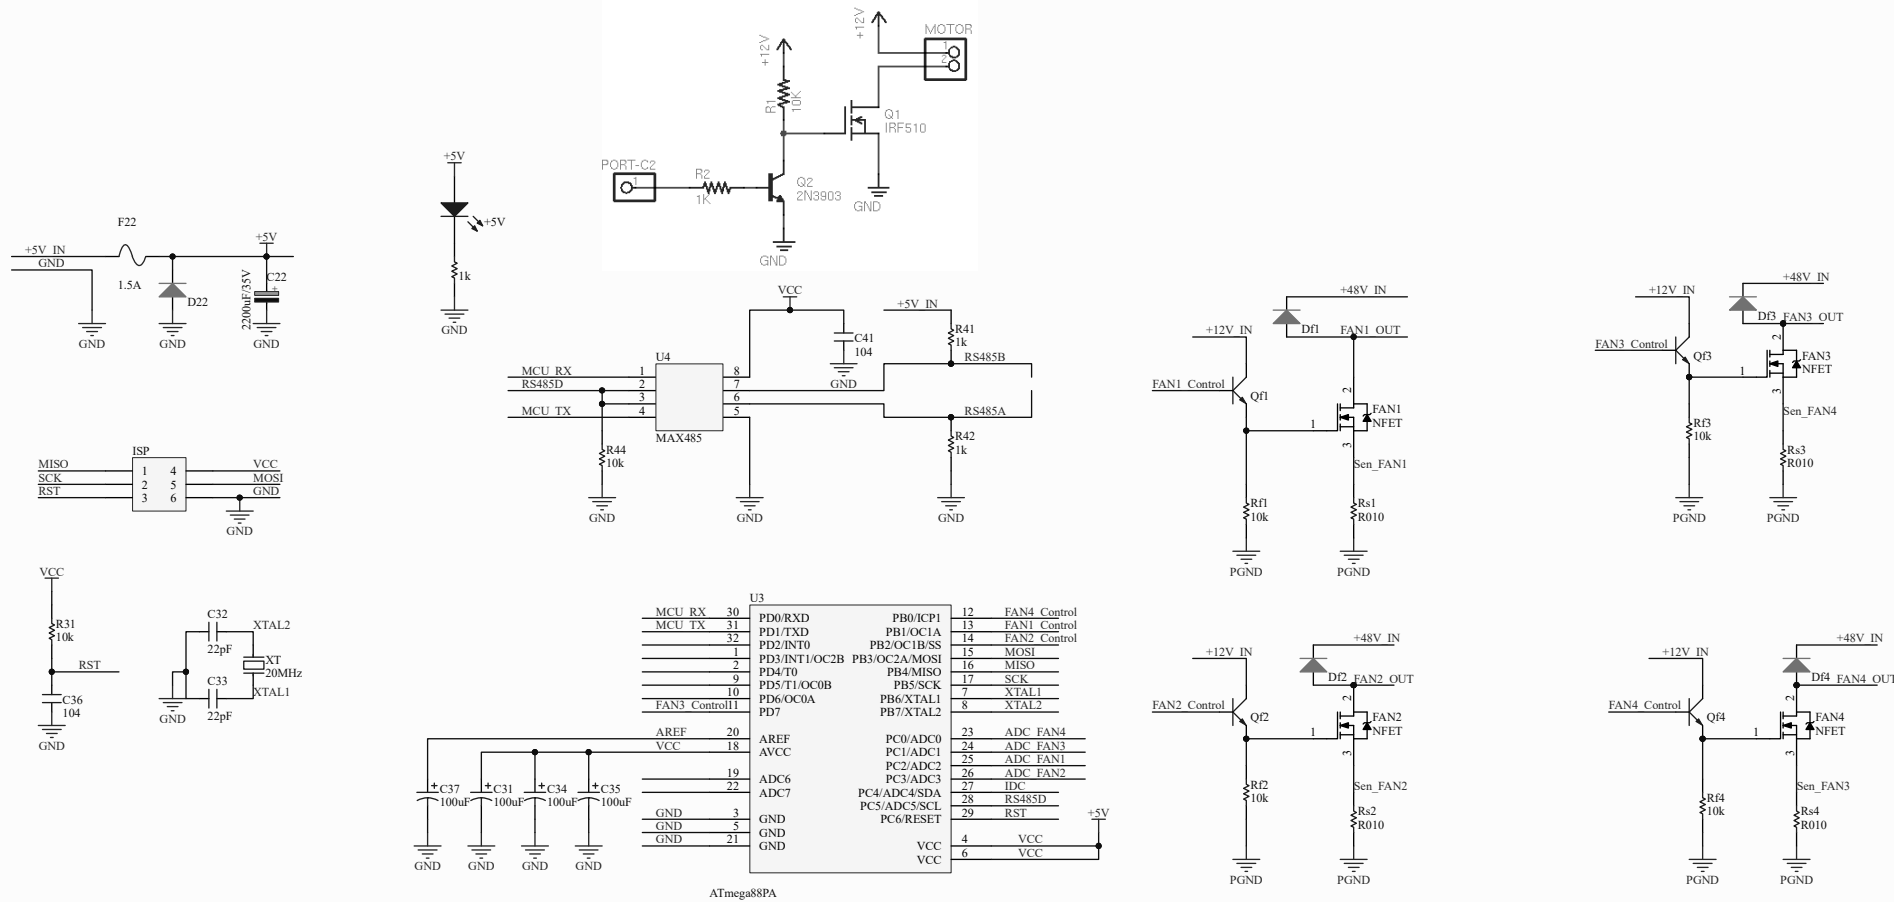 +12V
R1
10K
+12V
MOTOR
1
2
Q1
IRF510
PORT-C2
1
R2
1K
Q2
2N3903
GND
GND
+5V
+5V
1k
GND
F22
+5V_IN
GND
1.5A
D22
+5V
C22
+
2200uF/35V
GND
GND
GND
VCC
C41
104
GND
+5V_IN
R41
1k
RS485B
RS485A
R42
1k
GND
U4
MCU_RX 1
RS485D 2
3
MCU_TX 4
8
7
6
5
MAX485
R44
10k
GND
GND
ISP
MISO 1 4 VCC
SCK 2 5 MOSI
RST 3 6 GND
GND
VCC
R31
10k
RST
C36
104
GND
C32
22pF
XTAL2
XT
20MHz
C33
22pF
XTAL1
GND
U3
MCU_RX 30 PD0/RXD
MCU_TX 31 PD1/TXD
32 PD2/INT0
1 PD3/INT1/OC2B
2 PD4/T0
9 PD5/T1/OC0B
10 PD6/OC0A
FAN3_Control 11 PD7
AREF 20 AREF
VCC 18 AVCC
19 ADC6
22 ADC7
GND 3 GND
GND 5 GND
GND 21 GND
PB0/ICP1 12 FAN4_Control
PB1/OC1A 13 FAN1_Control
PB2/OC1B/SS 14 FAN2_Control
PB3/OC2A/MOSI 15 MOSI
PB4/MISO 16 MISO
PB5/SCK 17 SCK
PB6/XTAL1 7 XTAL1
PB7/XTAL2 8 XTAL2
PC0/ADC0 23 ADC_FAN4
PC1/ADC1 24 ADC_FAN3
PC2/ADC2 25 ADC_FAN1
PC3/ADC3 26 ADC_FAN2
PC4/ADC4/SDA 27 IDC
PC5/ADC5/SCL 28 RS485D
PC6/RESET 29 RST
VCC 4 VCC
VCC 6 VCC
+5V
ATmega88PA
+ C37
100uF
+ C31
100uF
+ C34
100uF
+ C35
100uF
GND
GND
GND
GND
+48V_IN
Df1
FAN1_OUT
+12V_IN
FAN1_Control
Qf1
2
1
3
FAN1
NFET
Sen_FAN1
Rf1
10k
Rs1
R010
PGND
PGND
+48V_IN
Df3
FAN3_OUT
+12V_IN
FAN3_Control
Qf3
2
1
3
FAN3
NFET
Sen_FAN4
Rf3
10k
Rs3
R010
PGND
PGND
+48V_IN
Df2
FAN2_OUT
+12V_IN
FAN2_Control
Qf2
2
1
3
FAN2
NFET
Sen_FAN2
Rf2
10k
Rs2
R010
PGND
PGND
+48V_IN
Df4
FAN4_OUT
+12V_IN
FAN4_Control
Qf4
2
1
3
FAN4
NFET
Sen_FAN3
Rf4
10k
Rs4
R010
PGND
PGND